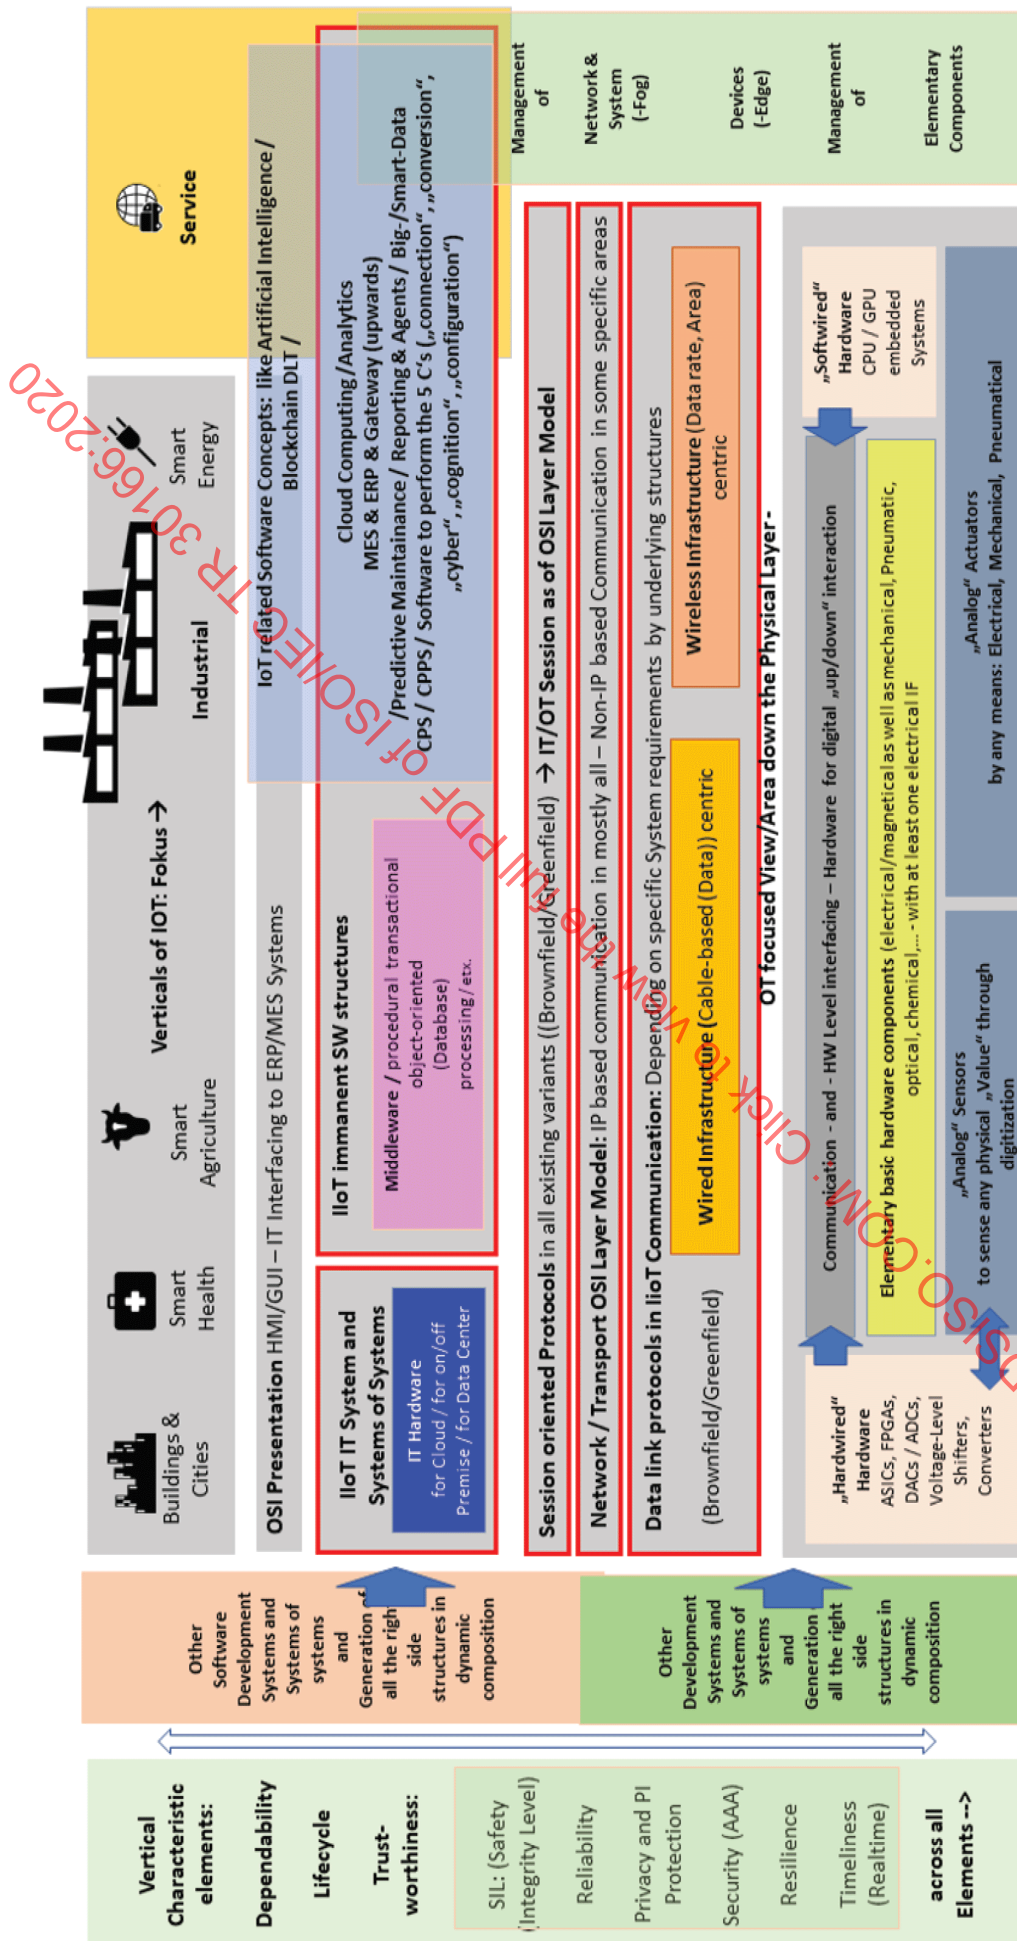 Vertical
Characteristic
elements:
Dependability
Lifecycle
Trust-
worthiness:
SIL: (Safety
(Integrity Level)
Reliability
Privacy and PI
Protection
Security (AAA)
Resilience
Timeliness
(Realtime)
across all
Elements -->
Other
Software
Development
Systems and
Systems of
systems
and
Generation of
all the right
side
structures in
dynamic
composition
Other
Development
Systems and
Systems of
systems
and
Generation
all the right
side
structures in
dynamic
composition
Buildings &
Cities
Smart
Health
Smart
Agriculture
Verticals of IOT: Fokus →
Industrial
Smart
Energy
Service
OSI Presentation HMI/GUI – IT Interfacing to ERP/MES Systems
IoT related Software Concepts: like Artificial Intelligence /
Blockchain DLT /
IIoT IT System and
Systems of Systems
IT Hardware
for Cloud / for on/off
Premise / for Data Center
IIoT immanent SW structures
Middleware / procedural transactional
object-oriented
(Database)
processing / etx.
Cloud Computing /Analytics
MES & ERP & Gateway (upwards)
/Predictive Maintainance / Reporting & Agents / Big-/Smart-Data
CPS / CPPS / Software to perform the 5 C's („connection“, „conversion“,
„cyber“, „cognition“, „configuration“)
Session oriented Protocols in all existing variants ((Brownfield/Greenfield) → IT/OT Session as of OSI Layer Model
Network / Transport OSI Layer Model: IP based communication in mostly all – Non-IP based Communication in some specific areas
Data link protocols in IioT Communication: Depending on specific System requirements by underlying structures
(Brownfield/Greenfield)
Wired Infrastructure (Cable-based (Data)) centric
Wireless Infrastructure (Data rate, Area)
centric
OT focused View/Area down the Physical Layer-
„Hardwired“
Hardware
ASICs, FPGAs,
DACs / ADCs,
Voltage-Level
Shifters,
Converters
Communication - and - HW Level interfacing – Hardware for digital „up/down“ interaction
Elementary basic hardware components (electrical/magnetical as well as mechanical, Pneumatic,
optical, chemical,... - with at least one electrical IF
„Softwired“
Hardware
CPU / GPU
embedded
Systems
„Analog“ Sensors
to sense any physical „Value“ through
digitization
„Analog“ Actuators
by any means: Electrical, Mechanical, Pneumatical
Management
of
Network &
System
(-Fog)
Devices
(-Edge)
Management
of
Elementary
Components
SISO.COM: Click to view the full PDF of ISO/IEC TR 30166:2020